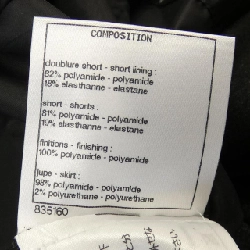 COMPOSITION
doublure short - short lining :
82% polyamide - polyamide
18% elasthanne - elastane
short - shorts :
81% polyamide - polyamide
19% elasthanne - elastane
finitions - finishing :
100% polyamide - polyamide
jupe - skirt :
98% polyamide - polyamide
2% polyurethane - polyurethane
835160